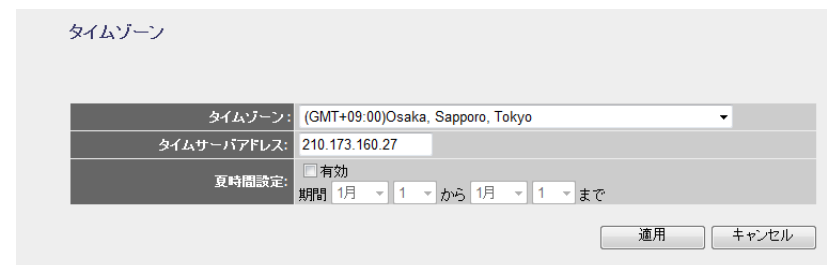 タイムゾーン
タイムゾーン: (GMT+09:00)Osaka, Sapporo, Tokyo
タイムサーバアドレス: 210.173.160.27
夏時間設定: 有効
期間 1月 1 から 1月 1 まで
適用 キャンセル